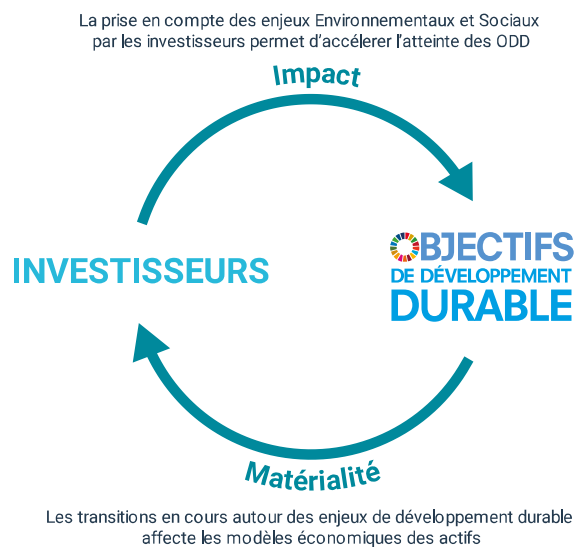 La prise en compte des enjeux Environnementaux et Sociaux
par les investisseurs permet d'accélerer l'atteinte des ODD
Impact
INVESTISSEURS
OBJECTIFS
DE DÉVELOPPEMENT
DURABLE
Matérialité
Les transitions en cours autour des enjeux de développement durable
affecte les modèles économiques des actifs